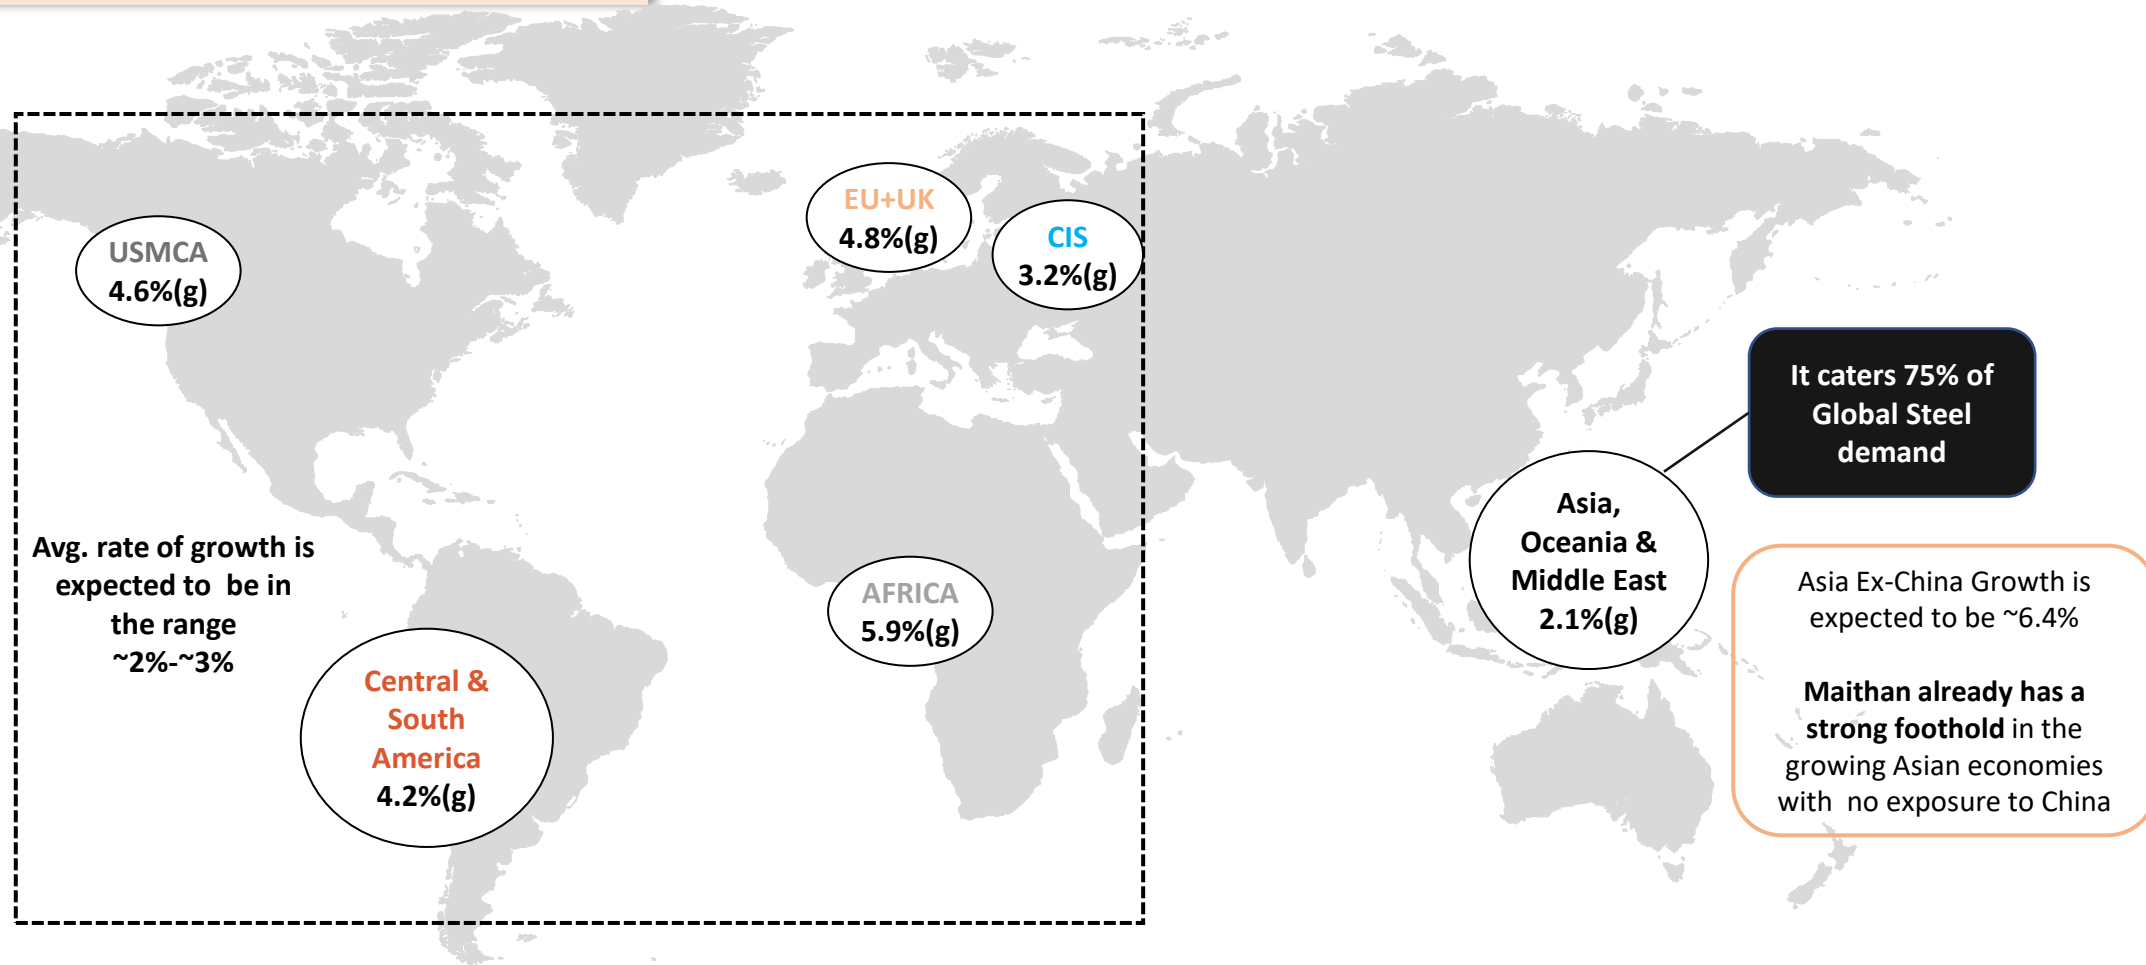 EU+UK
4.8%(g)
CIS
3.2%(g)
USMCA
4.6%(g)
It caters 75% of
Global Steel
demand
Asia,
Oceania &
Middle East
2.1%(g)
Avg. rate of growth is
expected to  be in
the range
~2%-~3%
AFRICA
5.9%(g)
Asia Ex-China Growth is
expected to be ~6.4%
Maithan already has a
strong foothold in the
growing Asian economies
with  no exposure to China
Central &
South
America
4.2%(g)